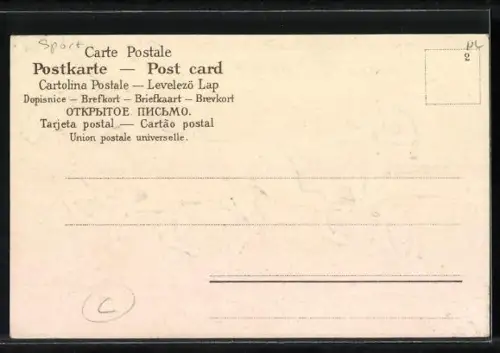 Sport
Carte Postale
Postkarte — Post card
Cartolina Postale — Levelezö Lap
Dopisnice – Brefkort – Briefkaart – Brevkort
ОТКРЫТОЕ ПИСЬМО.
Tarjeta postal — Cartão postal
Union postale universelle.
2
C